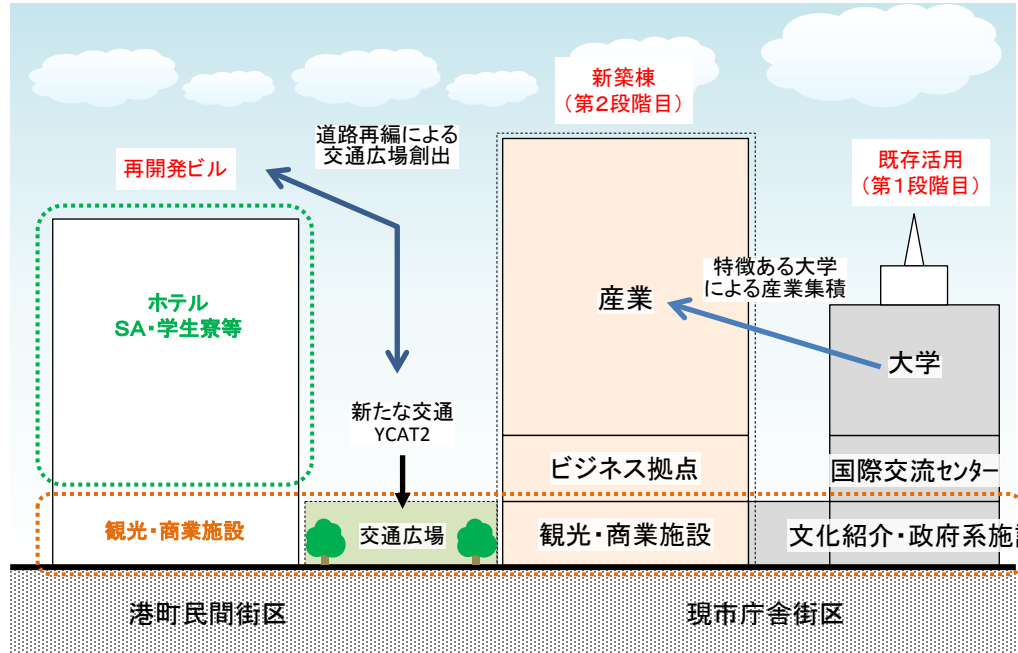 新築棟
（第２段階目）
道路再編による
交通広場創出
再開発ビル
既存活用
（第１段階目）
特徴ある大学
による産業集積
ホテル
SA・学生寮等
産業
大学
新たな交通
YCAT2
ビジネス拠点
国際交流センター
観光・商業施設
交通広場
観光・商業施設
文化紹介・政府系施設
港町民間街区
現市庁舎街区